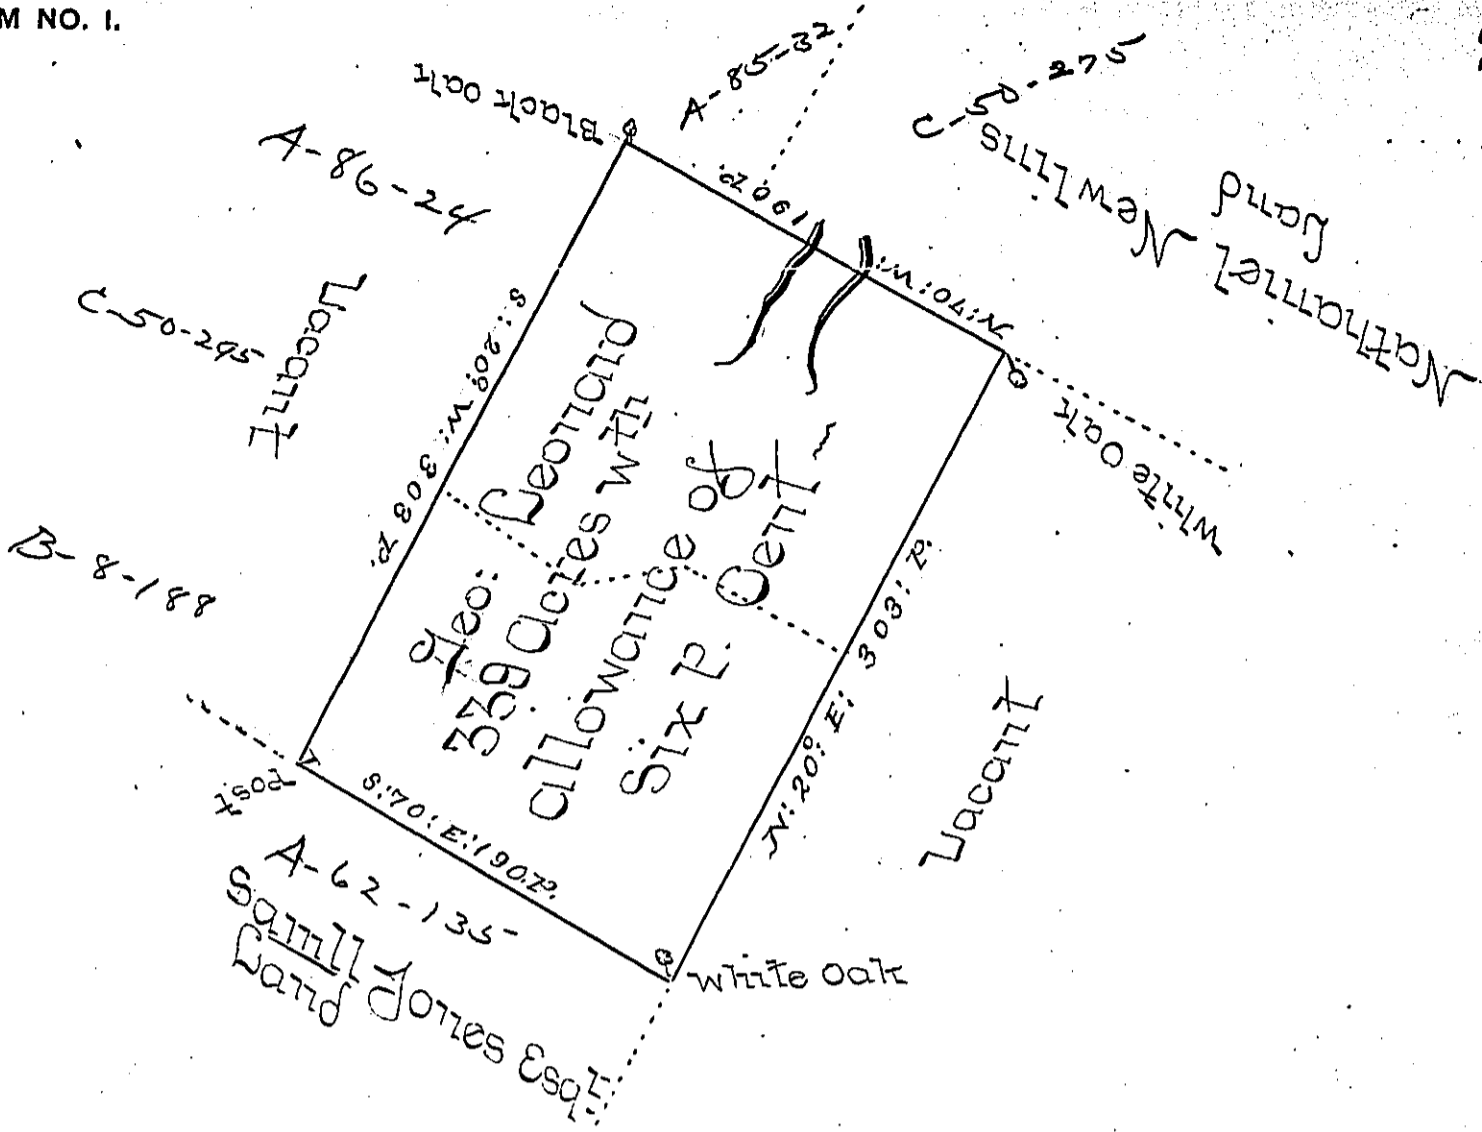 M NO. 1.
A-85-32
C-50-275
Black Oak
A-86-24
Nathaniel Newlins
Land
190 P.
N:70:W:
C-50-295
Vacant
S:20°:W: 303 P.
White Oak
B-8-188
Geo: Leonard
339 Acres with
allowance of
Six P. Cent
N:20°:E: 303: P.
Vacant
Post
S:70:E:190.P.
A-62-135
Samll Jones Esqr
Land
White Oak